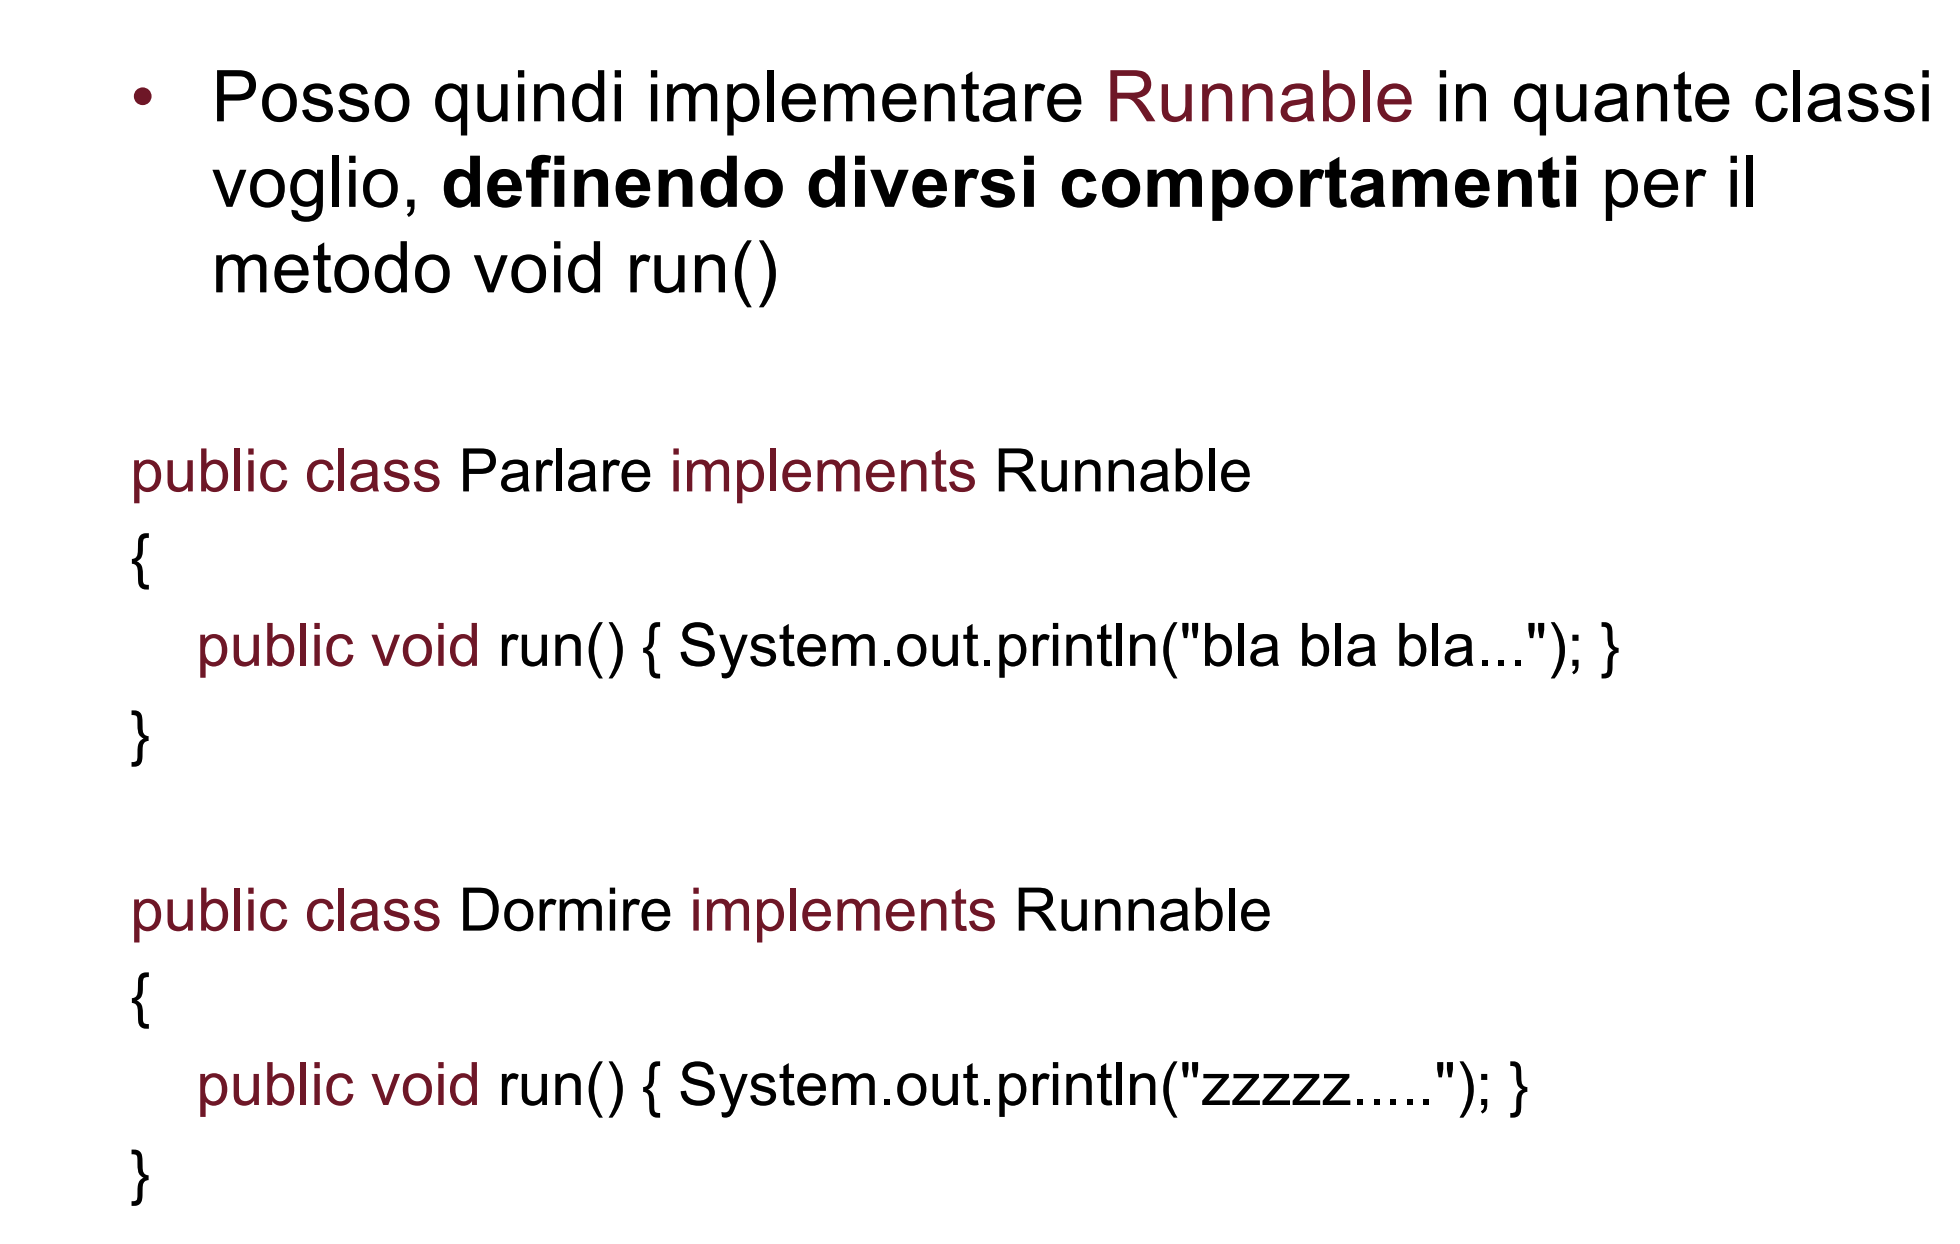 • Posso quindi implementare Runnable in quante classi
voglio, definendo diversi comportamenti per il
metodo void run()
public class Parlare implements Runnable
{
public void run() { System.out.println("bla bla bla..."); }
}
public class Dormire implements Runnable
{
public void run() { System.out.println("zzzzz....."); }
}